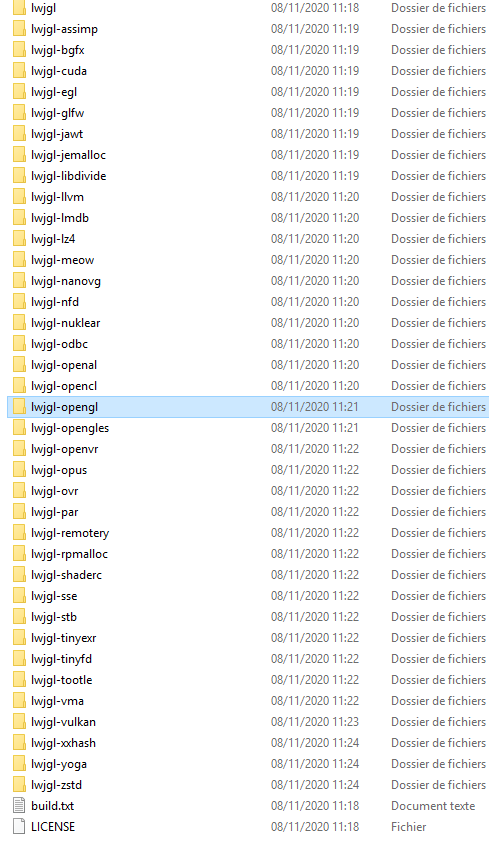 lwjgl 08/11/2020 11:18 Dossier de fichiers
lwjgl-assimp 08/11/2020 11:19 Dossier de fichiers
lwjgl-bgfx 08/11/2020 11:19 Dossier de fichiers
lwjgl-cuda 08/11/2020 11:19 Dossier de fichiers
lwjgl-egl 08/11/2020 11:19 Dossier de fichiers
lwjgl-glfw 08/11/2020 11:19 Dossier de fichiers
lwjgl-jawt 08/11/2020 11:19 Dossier de fichiers
lwjgl-jemalloc 08/11/2020 11:19 Dossier de fichiers
lwjgl-libdivide 08/11/2020 11:19 Dossier de fichiers
lwjgl-llvm 08/11/2020 11:20 Dossier de fichiers
lwjgl-lmdb 08/11/2020 11:20 Dossier de fichiers
lwjgl-lz4 08/11/2020 11:20 Dossier de fichiers
lwjgl-meow 08/11/2020 11:20 Dossier de fichiers
lwjgl-nanovg 08/11/2020 11:20 Dossier de fichiers
lwjgl-nfd 08/11/2020 11:20 Dossier de fichiers
lwjgl-nuklear 08/11/2020 11:20 Dossier de fichiers
lwjgl-odbc 08/11/2020 11:20 Dossier de fichiers
lwjgl-openal 08/11/2020 11:20 Dossier de fichiers
lwjgl-opencl 08/11/2020 11:20 Dossier de fichiers
lwjgl-opengl 08/11/2020 11:21 Dossier de fichiers
lwjgl-opengles 08/11/2020 11:21 Dossier de fichiers
lwjgl-openvr 08/11/2020 11:22 Dossier de fichiers
lwjgl-opus 08/11/2020 11:22 Dossier de fichiers
lwjgl-ovr 08/11/2020 11:22 Dossier de fichiers
lwjgl-par 08/11/2020 11:22 Dossier de fichiers
lwjgl-remotery 08/11/2020 11:22 Dossier de fichiers
lwjgl-rpmalloc 08/11/2020 11:22 Dossier de fichiers
lwjgl-shaderc 08/11/2020 11:22 Dossier de fichiers
lwjgl-sse 08/11/2020 11:22 Dossier de fichiers
lwjgl-stb 08/11/2020 11:22 Dossier de fichiers
lwjgl-tinyexr 08/11/2020 11:22 Dossier de fichiers
lwjgl-tinyfd 08/11/2020 11:22 Dossier de fichiers
lwjgl-tootle 08/11/2020 11:22 Dossier de fichiers
lwjgl-vma 08/11/2020 11:22 Dossier de fichiers
lwjgl-vulkan 08/11/2020 11:23 Dossier de fichiers
lwjgl-xxhash 08/11/2020 11:24 Dossier de fichiers
lwjgl-yoga 08/11/2020 11:24 Dossier de fichiers
lwjgl-zstd 08/11/2020 11:24 Dossier de fichiers
build.txt 08/11/2020 11:18 Document texte
LICENSE 08/11/2020 11:18 Fichier